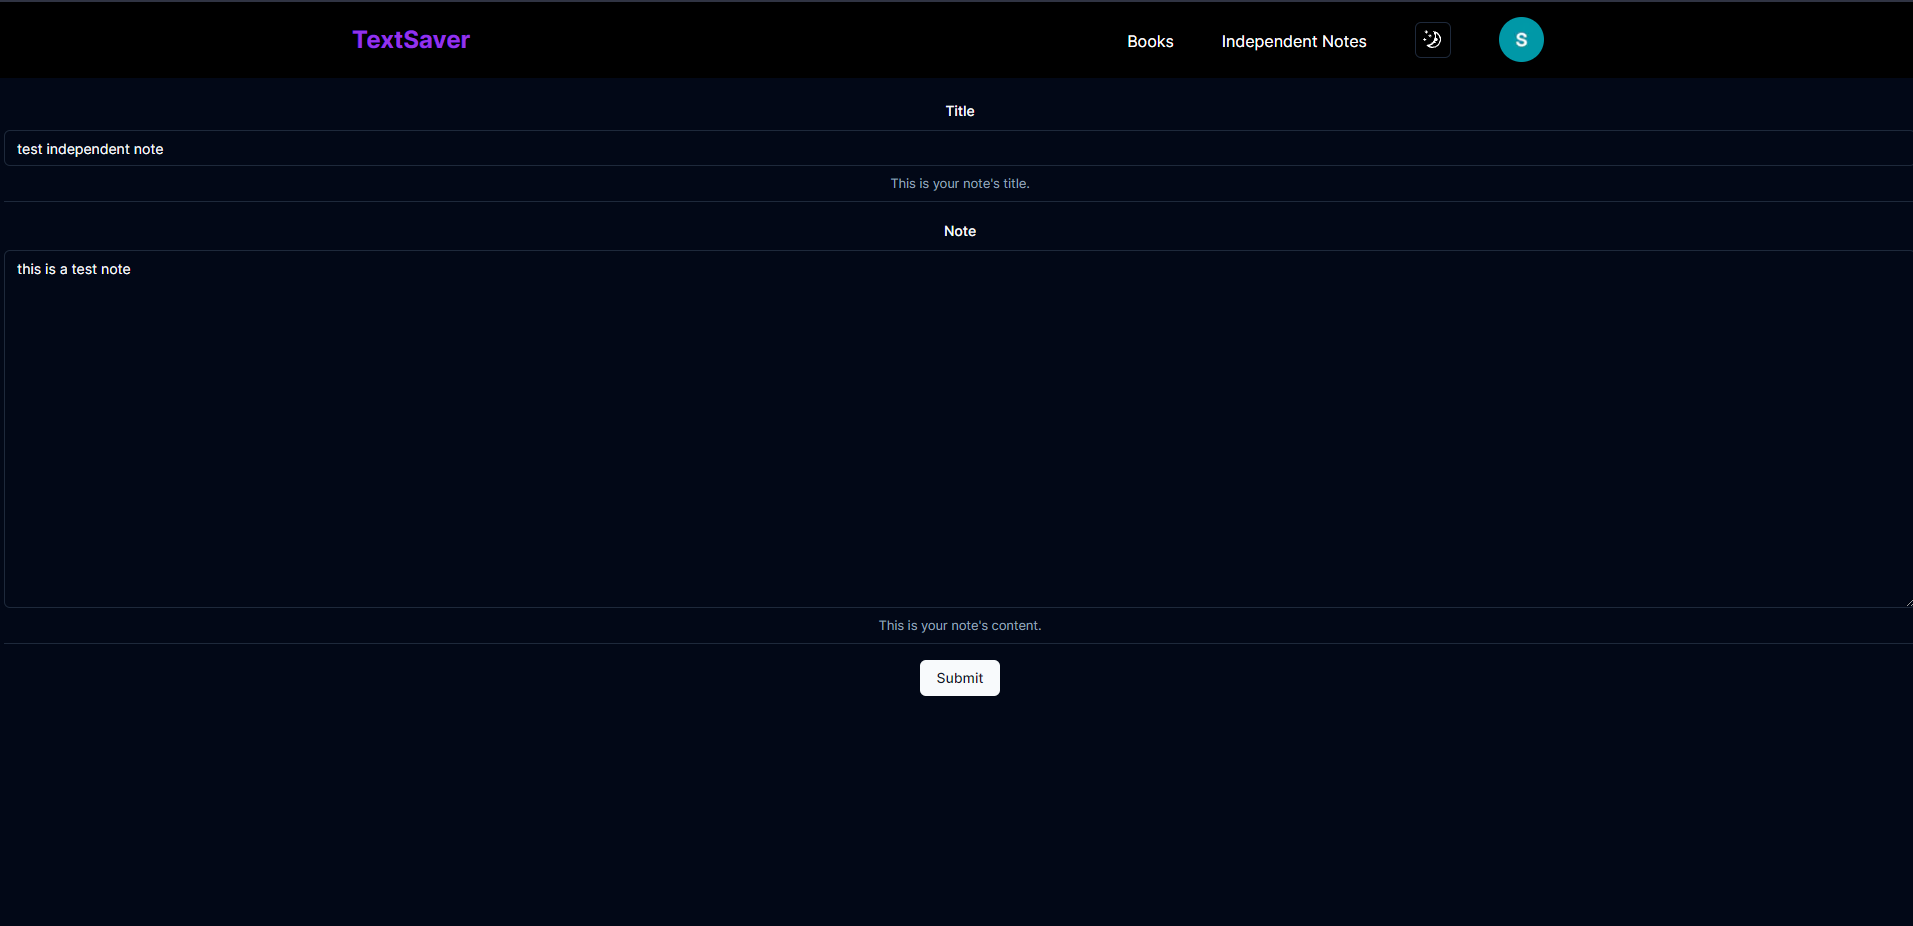 TextSaver
Books
Independent Notes
S
Title
test independent note
This is your note's title.
Note
this is a test note
This is your note's content.
Submit